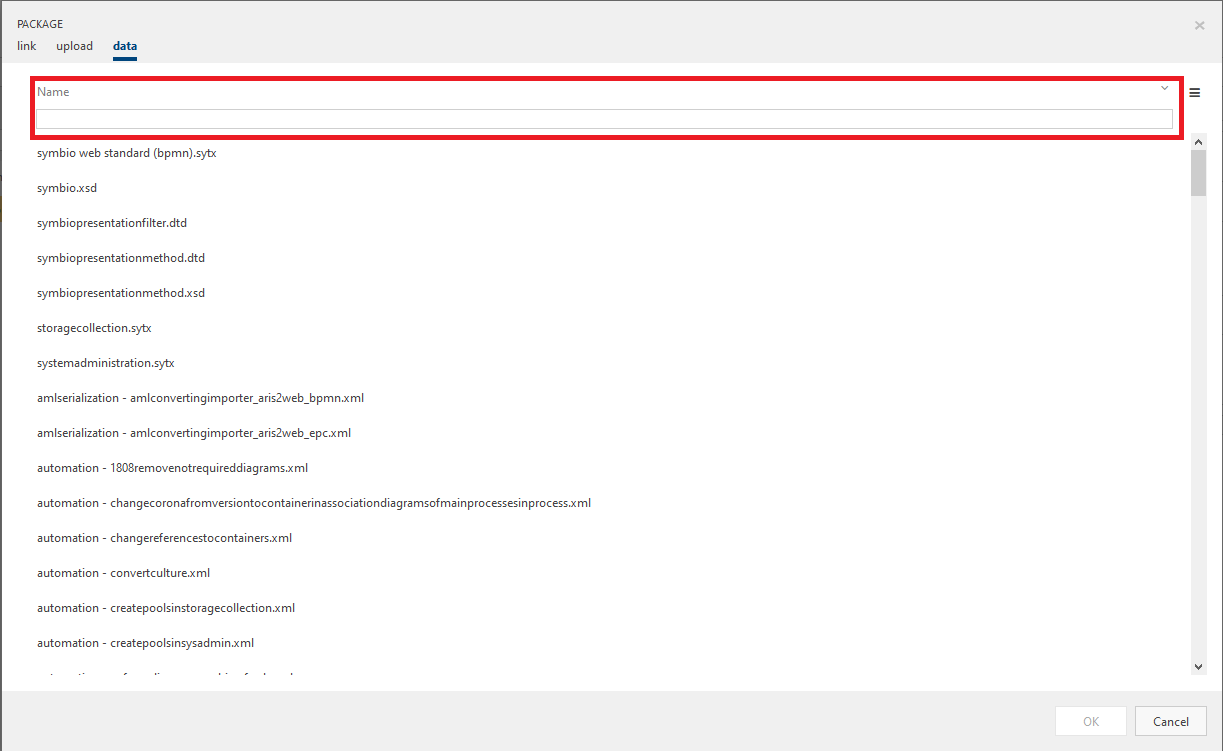 PACKAGE
link upload data
Name
symbio web standard (bpmn).sytx
symbio.xsd
symbiopresentationfilter.dtd
symbiopresentationmethod.dtd
symbiopresentationmethod.xsd
storagecollection.sytx
systemadministration.sytx
amlserialization - amlconvertingimporter_aris2web_bpmn.xml
amlserialization - amlconvertingimporter_aris2web_epc.xml
automation - 1808removenotrequireddiagrams.xml
automation - changecoronafromversiontocontainerinassociationdiagramsofmainprocessesinprocess.xml
automation - changereferencestocontainers.xml
automation - convertculture.xml
automation - createpoolsinstoragecollection.xml
automation - createpoolsinsysadmin.xml
OK Cancel